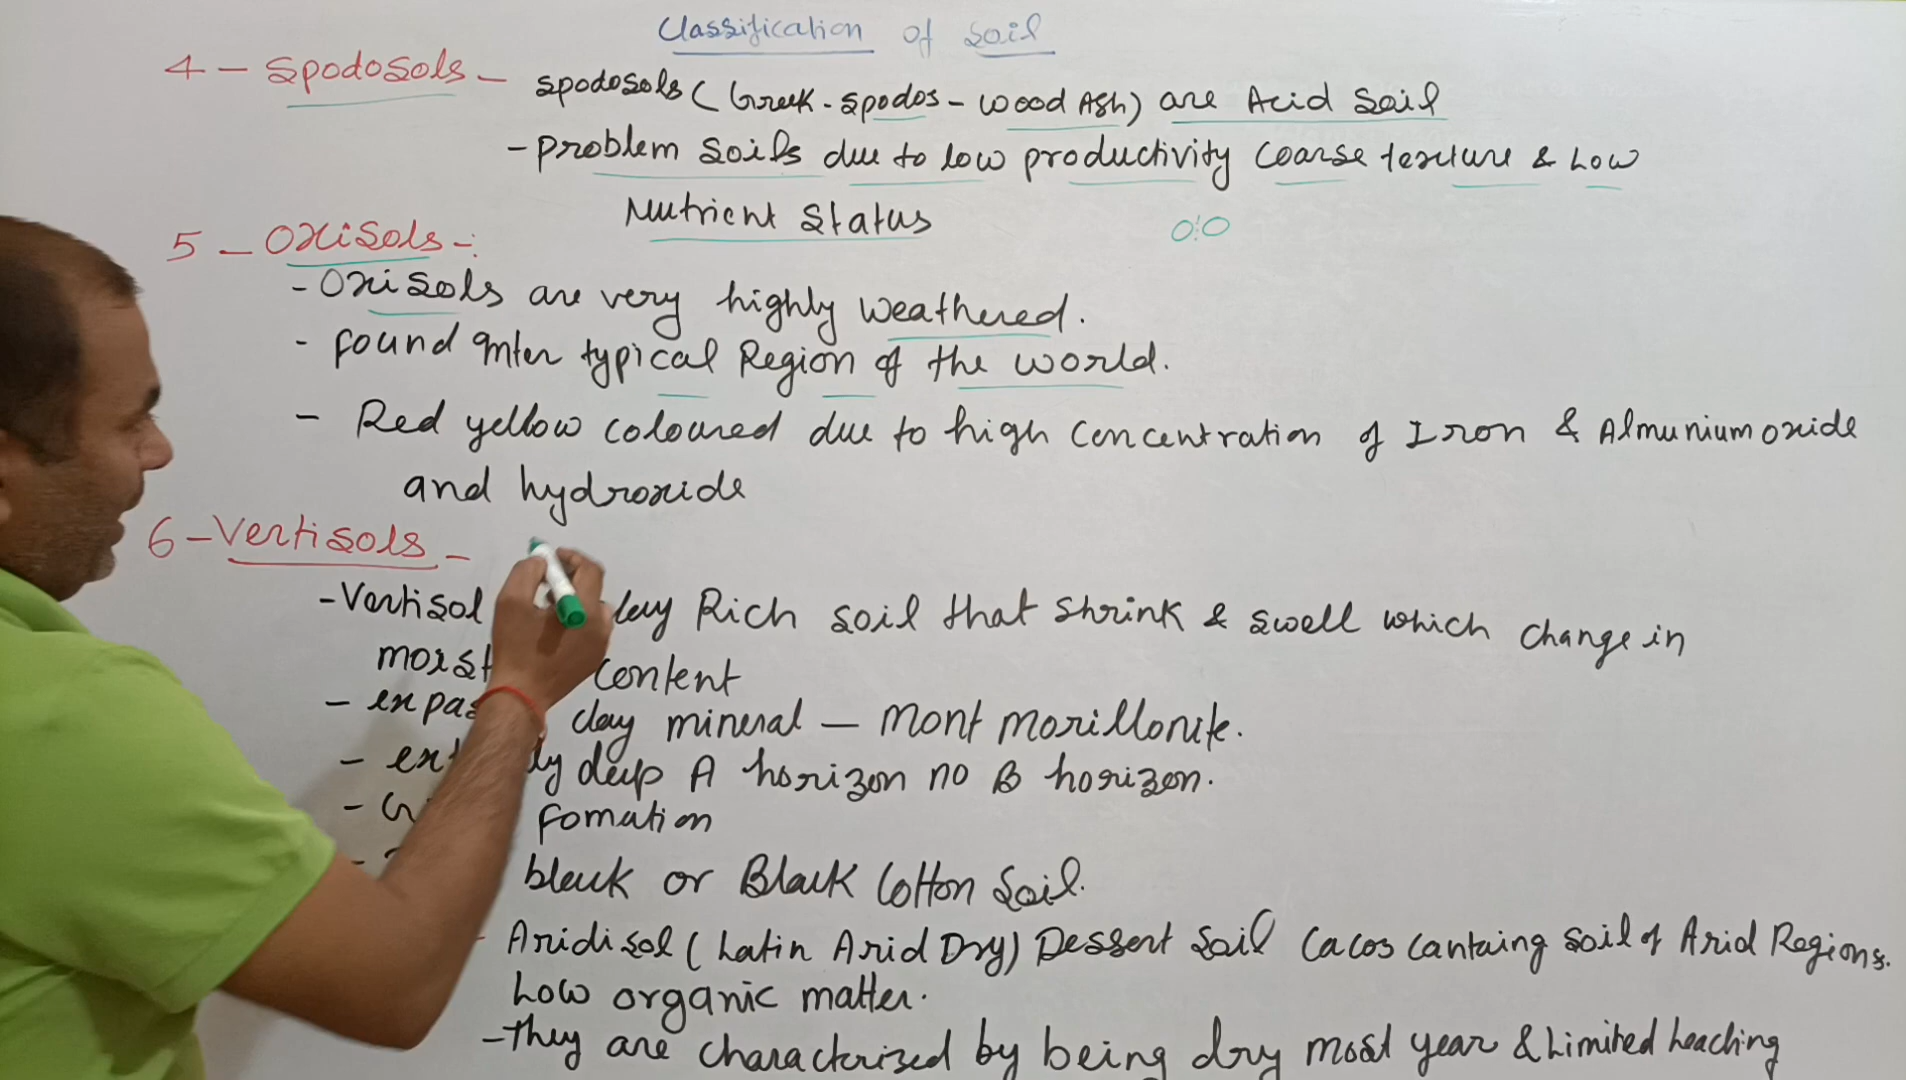 Classification of Soil
4 - Spodosols - Spodosols (Greek - Spodos - Wood Ash) are Acid Soil
- Problem Soils due to low productivity Coarse texture & Low
Nutrient Status
5 - Oxisols -:
- Oxisols are very highly weathered.
- found Inter typical Region of the world.
- Red yellow coloured due to high Concentration of Iron & Almunium oxide
and hydroxide
6 - Vertisols -
- Vertisol Rich soil that Shrink & Swell which change in
content
- clay mineral - Montmorillonite.
- deep A horizon no B horizon.
- fomation
- black or Black Cotton Soil.
- Aridisol (Latin Arid Dry) Dessert Soil Cacos Cantaing Soil of Arid Regions.
Low organic matter.
- They are characterized by being dry most year & Limited Leaching